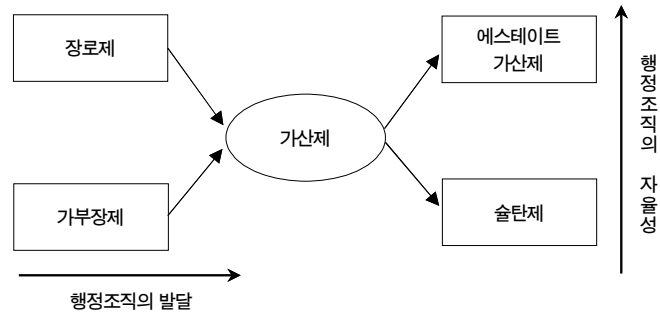 장로제
가부장제
가산제
에스테이트
가산제
술탄제
행정조직의 자율성
행정조직의 발달